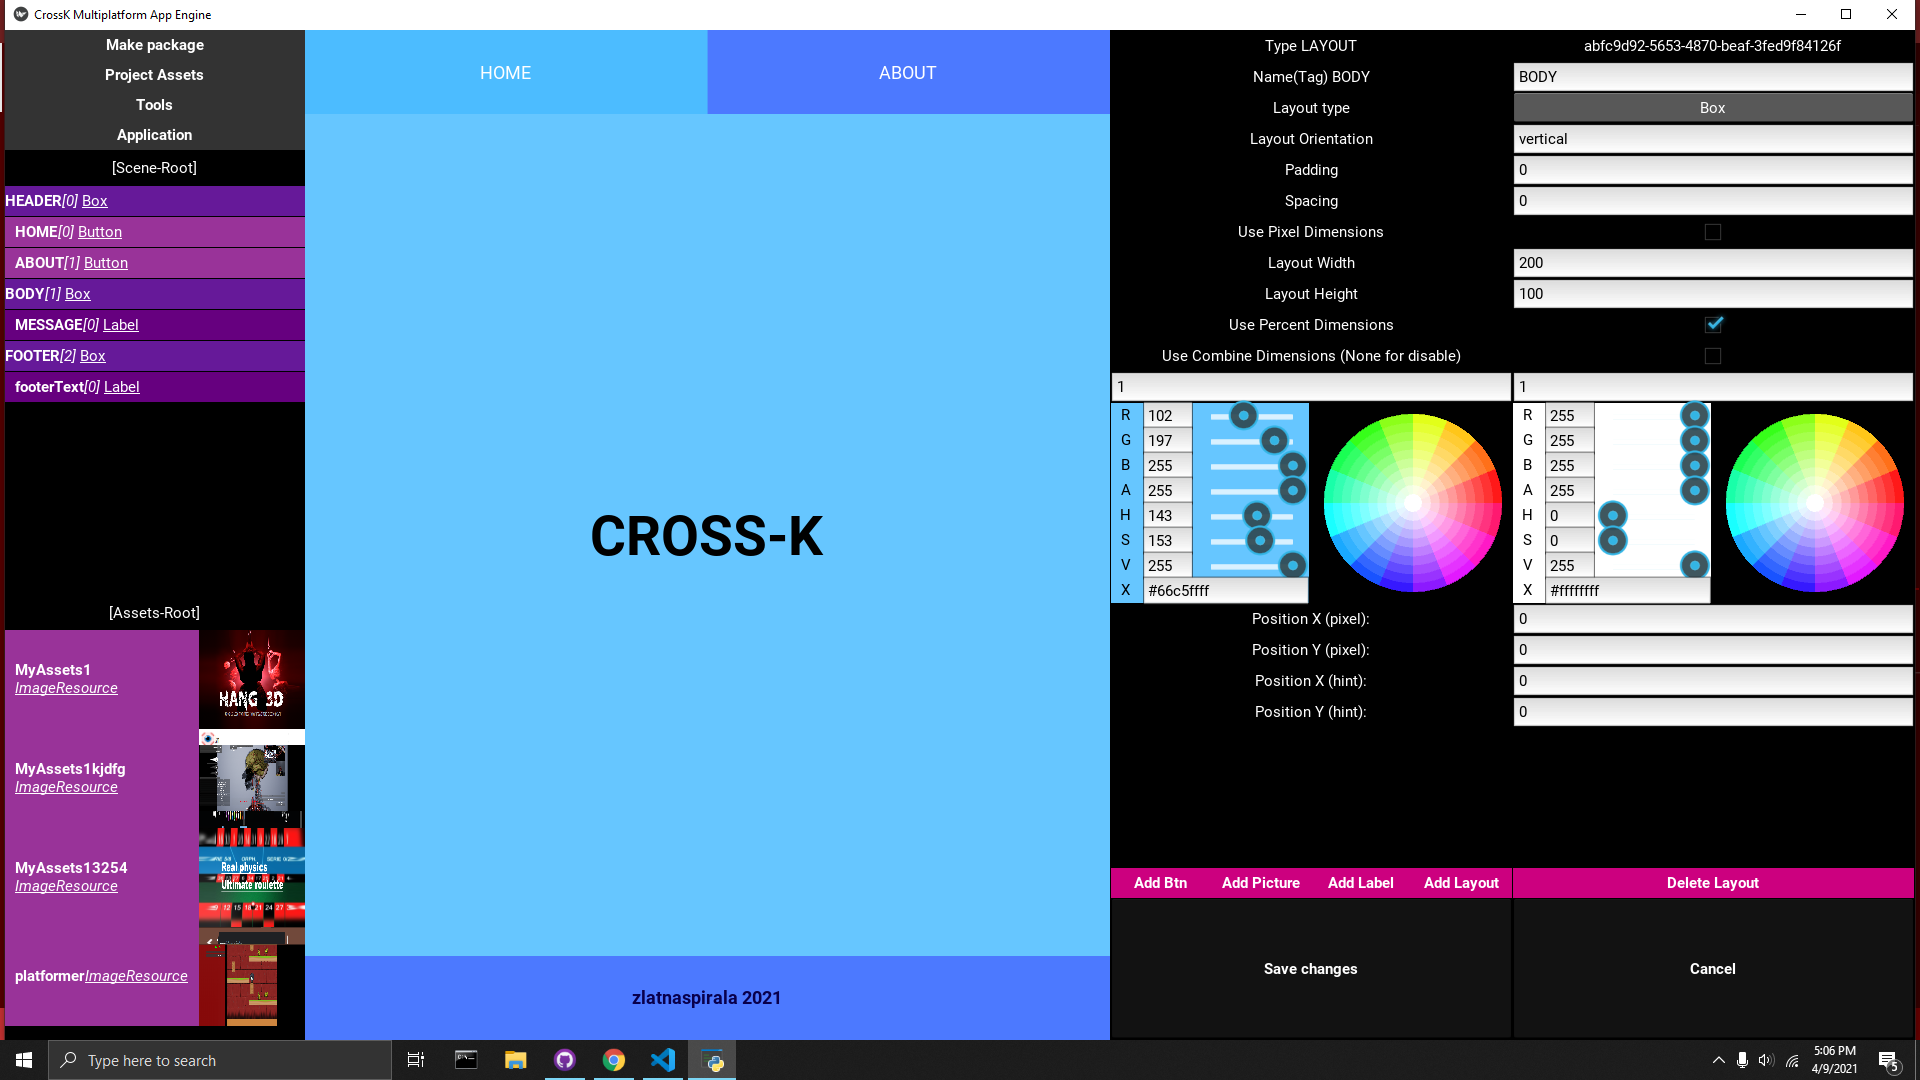 CrossK Multiplatform App Engine
Make package
Project Assets
Tools
Application
[Scene-Root]
HEADER[0] Box
HOME[0] Button
ABOUT[1] Button
BODY[1] Box
MESSAGE[0] Label
FOOTER[2] Box
footerText[0] Label
[Assets-Root]
MyAssets1
ImageResource
HANG 3D
MyAssets1kjdfg
ImageResource
MyAssets13254
ImageResource
Real physics
Ultimate roulette
platformerImageResource
HOME
ABOUT
CROSS-K
zlatnaspirala 2021
Type LAYOUT
abfc9d92-5653-4870-beaf-3fed9f84126f
Name(Tag) BODY
BODY
Layout type
Box
Layout Orientation
vertical
Padding
0
Spacing
0
Use Pixel Dimensions
Layout Width
200
Layout Height
100
Use Percent Dimensions
Use Combine Dimensions (None for disable)
1
1
R 102
G 197
B 255
A 255
H 143
S 153
V 255
X #66c5ffff
R 255
G 255
B 255
A 255
H 0
S 0
V 255
X #ffffffff
Position X (pixel):
0
Position Y (pixel):
0
Position X (hint):
0
Position Y (hint):
0
Add Btn
Add Picture
Add Label
Add Layout
Delete Layout
Save changes
Cancel
Type here to search
5:06 PM
4/9/2021
5